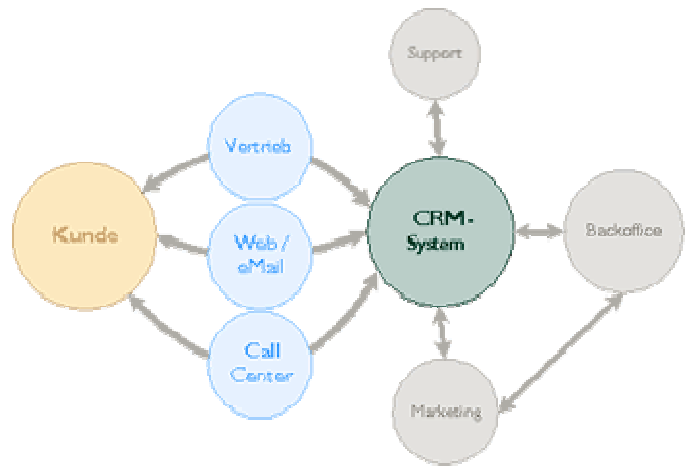 Support
Vertrieb
Kunde
Web /
eMail
CRM-
System
Backoffice
Call
Center
Marketing